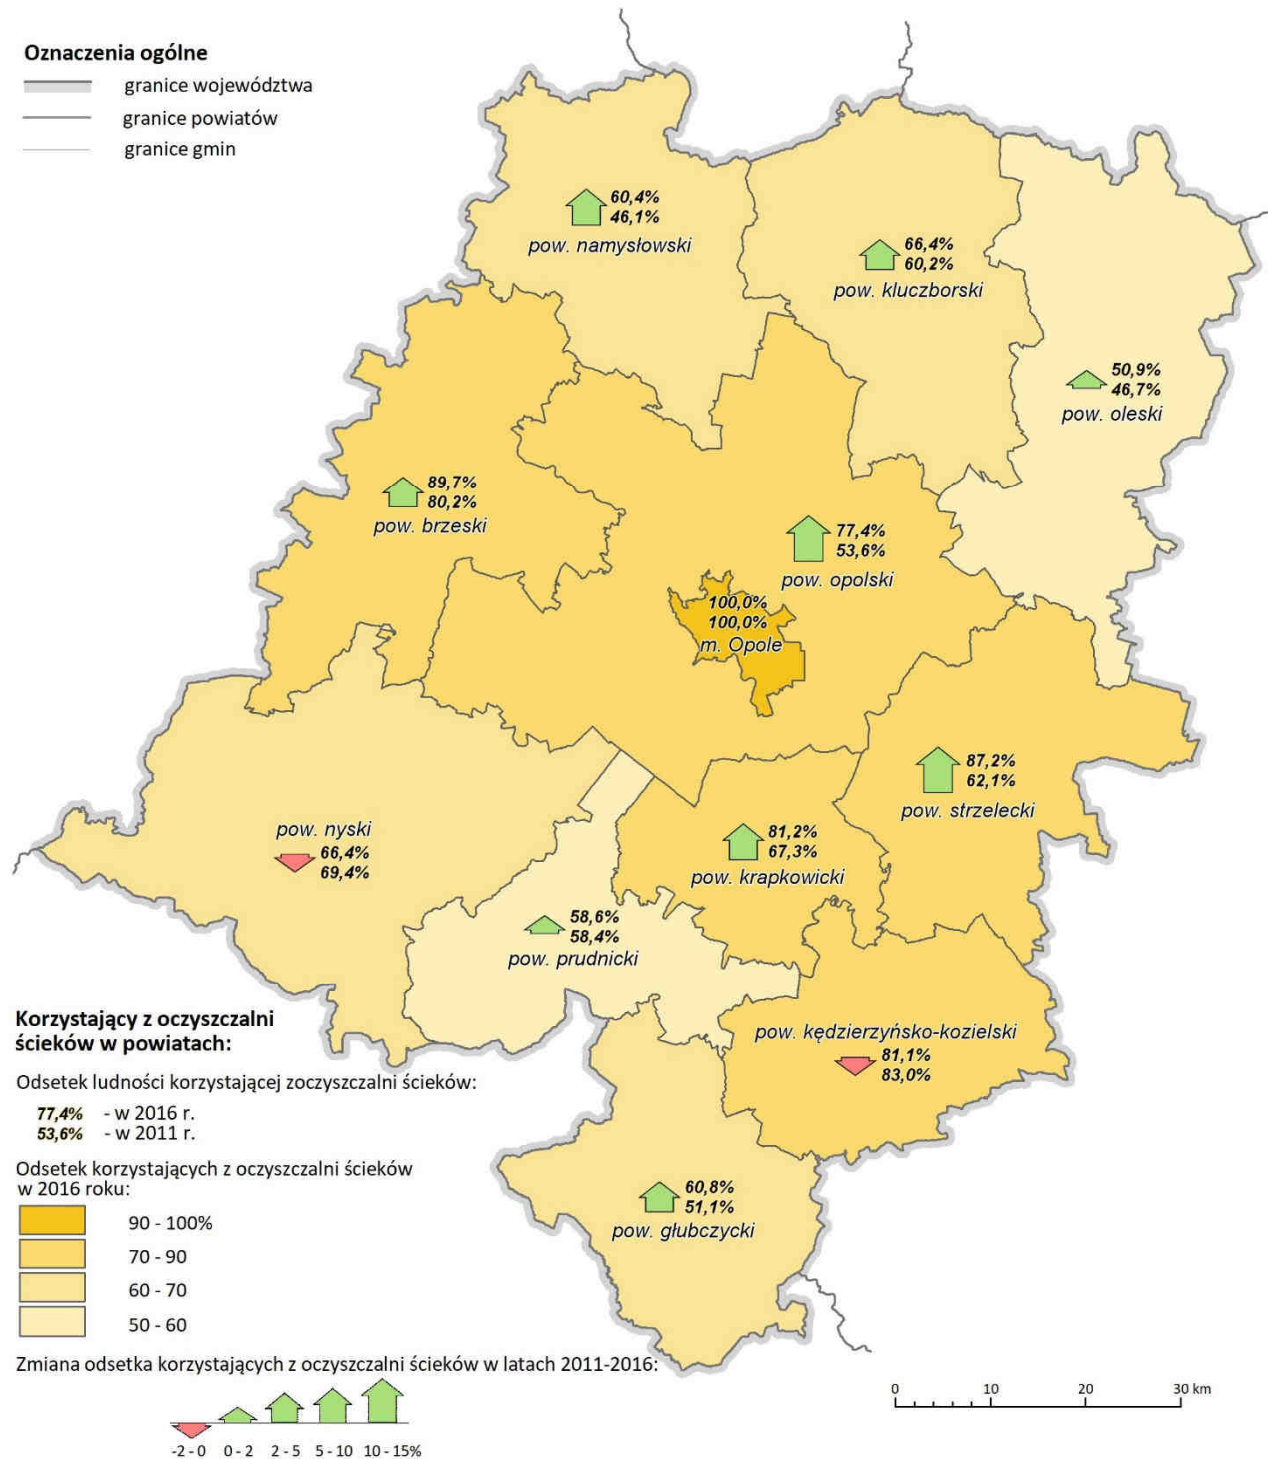 Oznaczenia ogólne
granice województwa
granice powiatów
granice gmin
60,4%
46,1%
pow. namysłowski
66,4%
60,2%
pow. kluczborski
50,9%
46,7%
pow. oleski
89,7%
80,2%
pow. brzeski
77,4%
53,6%
pow. opolski
100,0%
100,0%
m. Opole
87,2%
62,1%
pow. strzelecki
pow. nyski
66,4%
69,4%
81,2%
67,3%
pow. krapkowicki
58,6%
58,4%
pow. prudnicki
pow. kędzierzyńsko-kozielski
81,1%
83,0%
60,8%
51,1%
pow. głubczycki
Korzystający z oczyszczalni
ścieków w powiatach:
Odsetek ludności korzystającej zoczyszczalni ścieków:
77,4% - w 2016 r.
53,6% - w 2011 r.
Odsetek korzystających z oczyszczalni ścieków
w 2016 roku:
90 - 100%
70 - 90
60 - 70
50 - 60
Zmiana odsetka korzystających z oczyszczalni ścieków w latach 2011-2016:
-2 - 0 0 - 2 2 - 5 5 - 10 10 - 15%
0 10 20 30 km